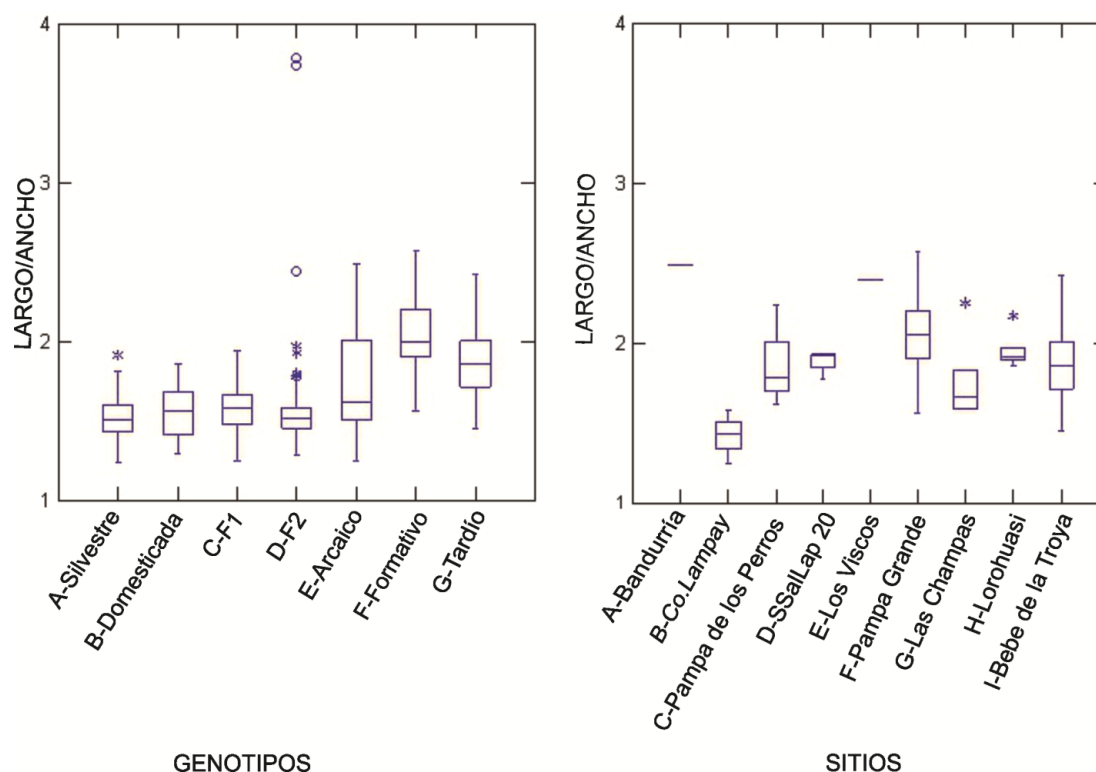 4
3
2
1
LARGO/ANCHO
A-Silvestre
B-Domesticada
C-F1
D-F2
E-Arcaico
F-Formativo
G-Tardío
GENOTIPOS
4
3
2
1
LARGO/ANCHO
A-Bandurría
B-Co.Lampay
C-Pampa de los Perros
D-SSalLap 20
E-Los Viscos
F-Pampa Grande
G-Las Champas
H-Lorohuasi
I-Bebe de la Troya
SITIOS